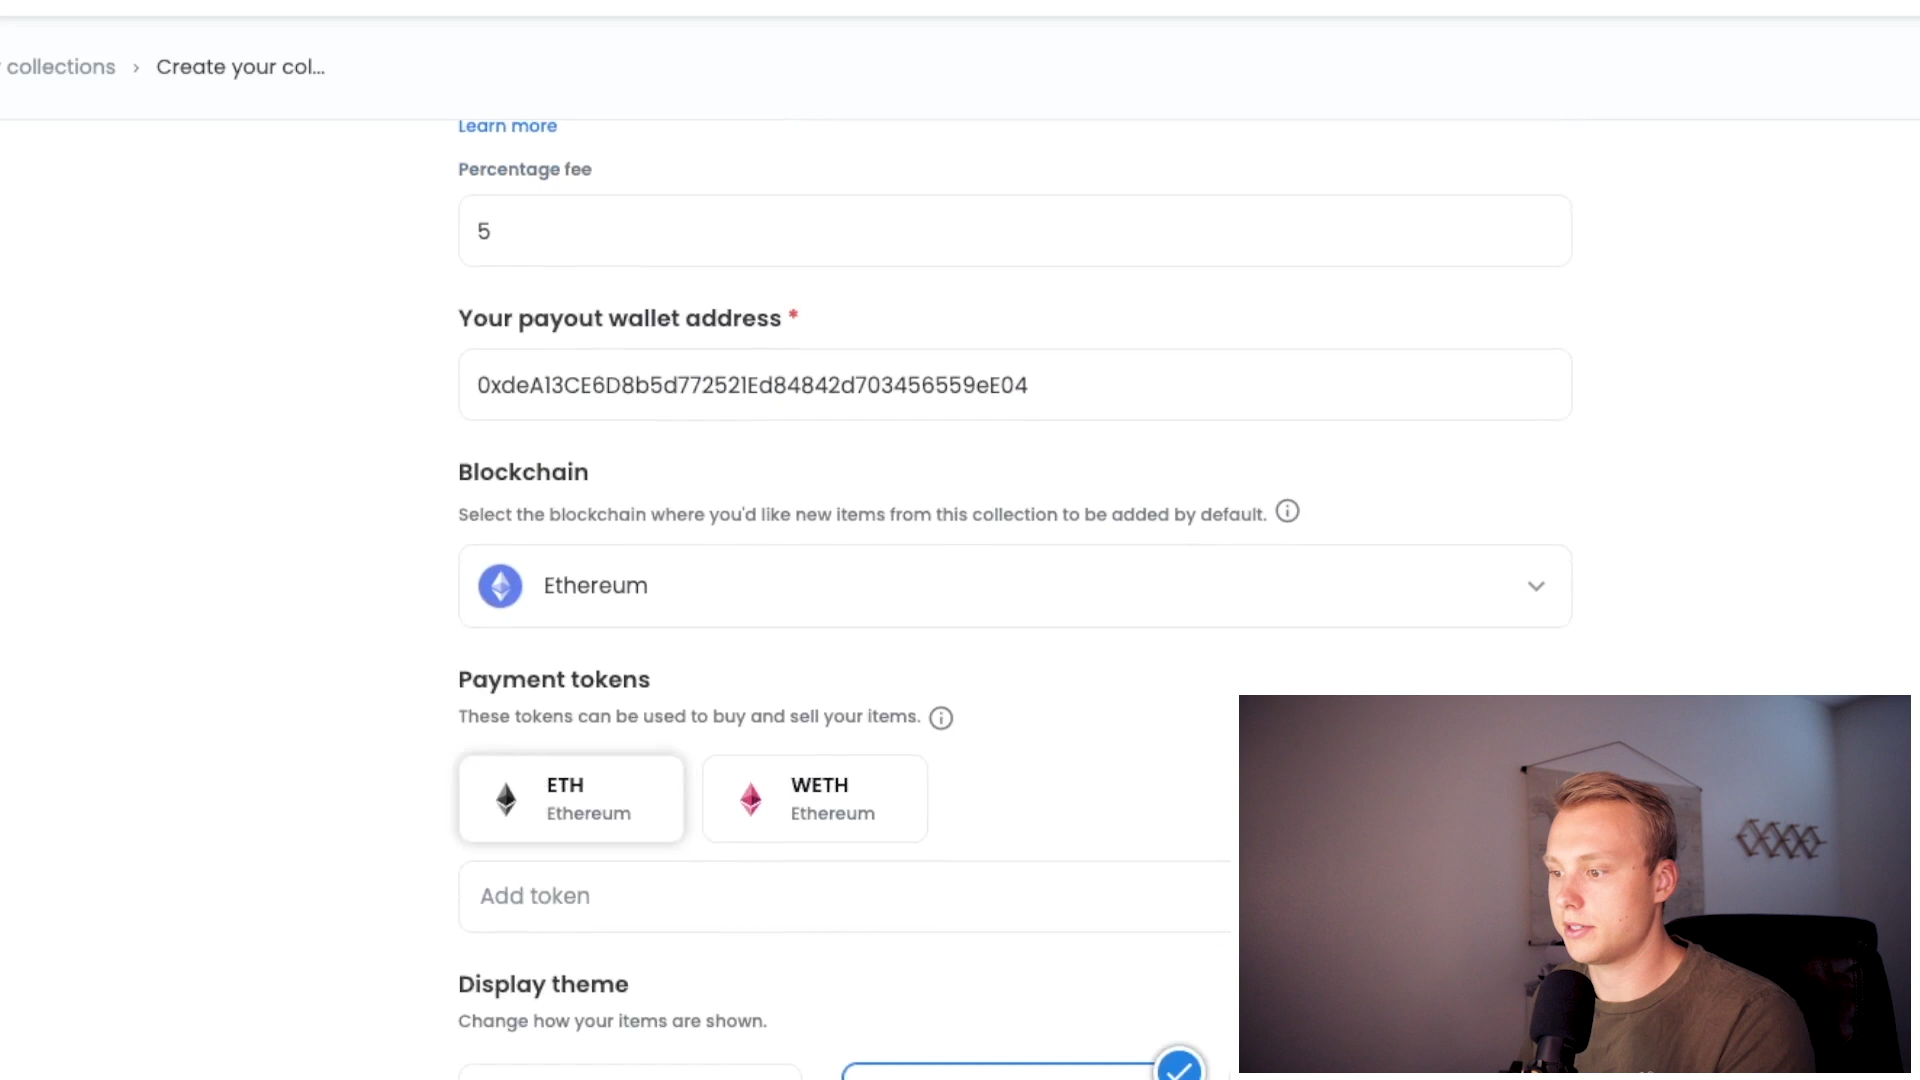 collections › Create your col...
Learn more
Percentage fee
5
Your payout wallet address *
0xdeA13CE6D8b5d772521Ed84842d703456559eE04
Blockchain
Select the blockchain where you'd like new items from this collection to be added by default.
Ethereum
Payment tokens
These tokens can be used to buy and sell your items.
ETH
Ethereum
WETH
Ethereum
Add token
Display theme
Change how your items are shown.